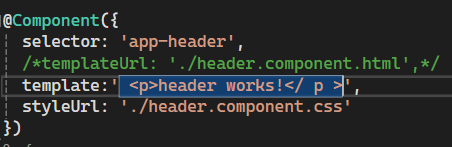 @Component({
selector: 'app-header',
/*templateUrl: './header.component.html',*/
template:' <p>header works!</ p >',
styleUrl: './header.component.css'
})